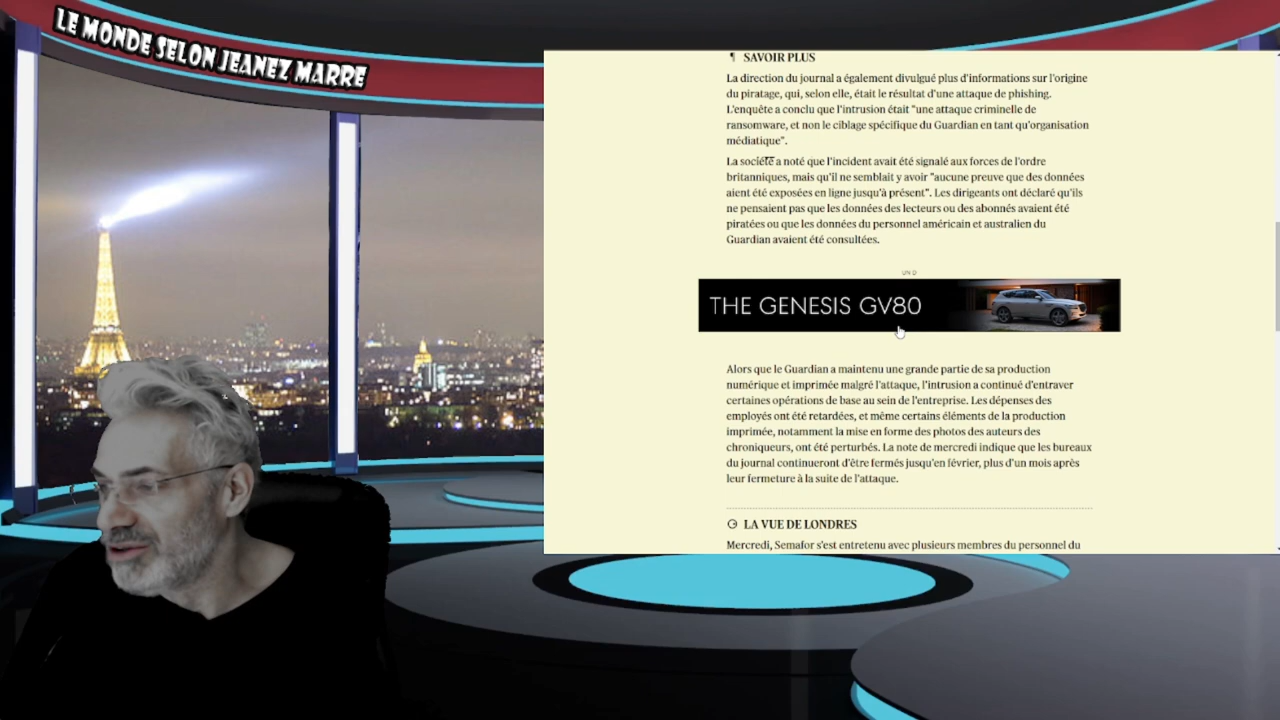 LE MONDE SELON JEANEZ MARRE
¶ SAVOIR PLUS
La direction du journal a également divulgué plus d'informations sur l'origine
du piratage, qui, selon elle, était le résultat d'une attaque de phishing.
L'enquête a conclu que l'intrusion était "une attaque criminelle de
ransomware, et non le ciblage spécifique du Guardian en tant qu'organisation
médiatique".
La société a noté que l'incident avait été signalé aux forces de l'ordre
britanniques, mais qu'il ne semblait y avoir "aucune preuve que des données
aient été exposées en ligne jusqu'à présent". Les dirigeants ont déclaré qu'ils
ne pensaient pas que les données des lecteurs ou des abonnés avaient été
piratées ou que les données du personnel américain et australien du
Guardian avaient été consultées.
UN D
THE GENESIS GV80
Alors que le Guardian a maintenu une grande partie de sa production
numérique et imprimée malgré l'attaque, l'intrusion a continué d'entraver
certaines opérations de base au sein de l'entreprise. Les dépenses des
employés ont été retardées, et même certains éléments de la production
imprimée, notamment la mise en forme des photos des auteurs des
chroniqueurs, ont été perturbés. La note de mercredi indique que les bureaux
du journal continueront d'être fermés jusqu'en février, plus d'un mois après
leur fermeture à la suite de l'attaque.
LA VUE DE LONDRES
Mercredi, Semafor s'est entretenu avec plusieurs membres du personnel du